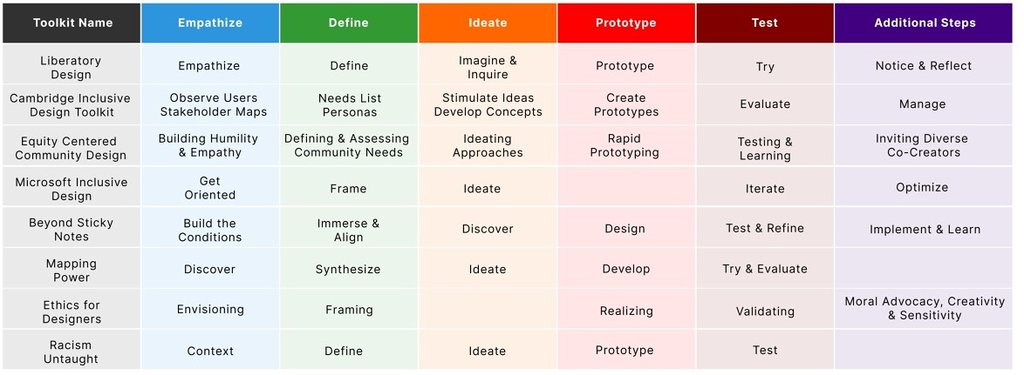 Toolkit Name Empathize Define Ideate Prototype Test Additional Steps
Liberatory
Design
Empathize
Define
Imagine &
Inquire
Prototype
Try
Notice & Reflect
Cambridge Inclusive
Design Toolkit
Observe Users
Stakeholder Maps
Needs List
Personas
Stimulate Ideas
Develop Concepts
Create
Prototypes
Evaluate
Manage
Equity Centered
Community Design
Building Humility
& Empathy
Defining & Assessing
Community Needs
Ideating
Approaches
Rapid
Prototyping
Testing &
Learning
Inviting Diverse
Co-Creators
Microsoft Inclusive
Design
Get
Oriented
Frame
Ideate
Iterate
Optimize
Beyond Sticky
Notes
Build the
Conditions
Immerse &
Align
Discover
Design
Test & Refine
Implement & Learn
Mapping
Power
Discover
Synthesize
Ideate
Develop
Try & Evaluate
Ethics for
Designers
Envisioning
Framing
Realizing
Validating
Moral Advocacy, Creativity
& Sensitivity
Racism
Untaught
Context
Define
Ideate
Prototype
Test